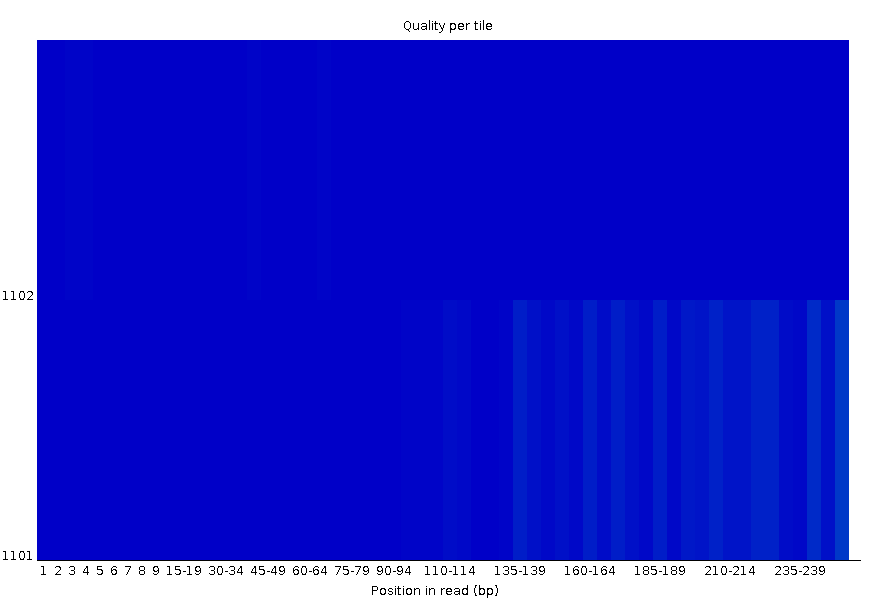 Quality per tile
1102
1101
1 2 3 4 5 6 7 8 9 15-19 30-34 45-49 60-64 75-79 90-94 110-114 135-139 160-164 185-189 210-214 235-239
Position in read (bp)